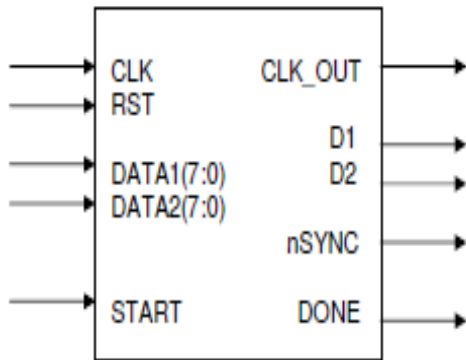 CLK CLK_OUT
RST
D1
DATA1(7:0) D2
DATA2(7:0)
nSYNC
START DONE